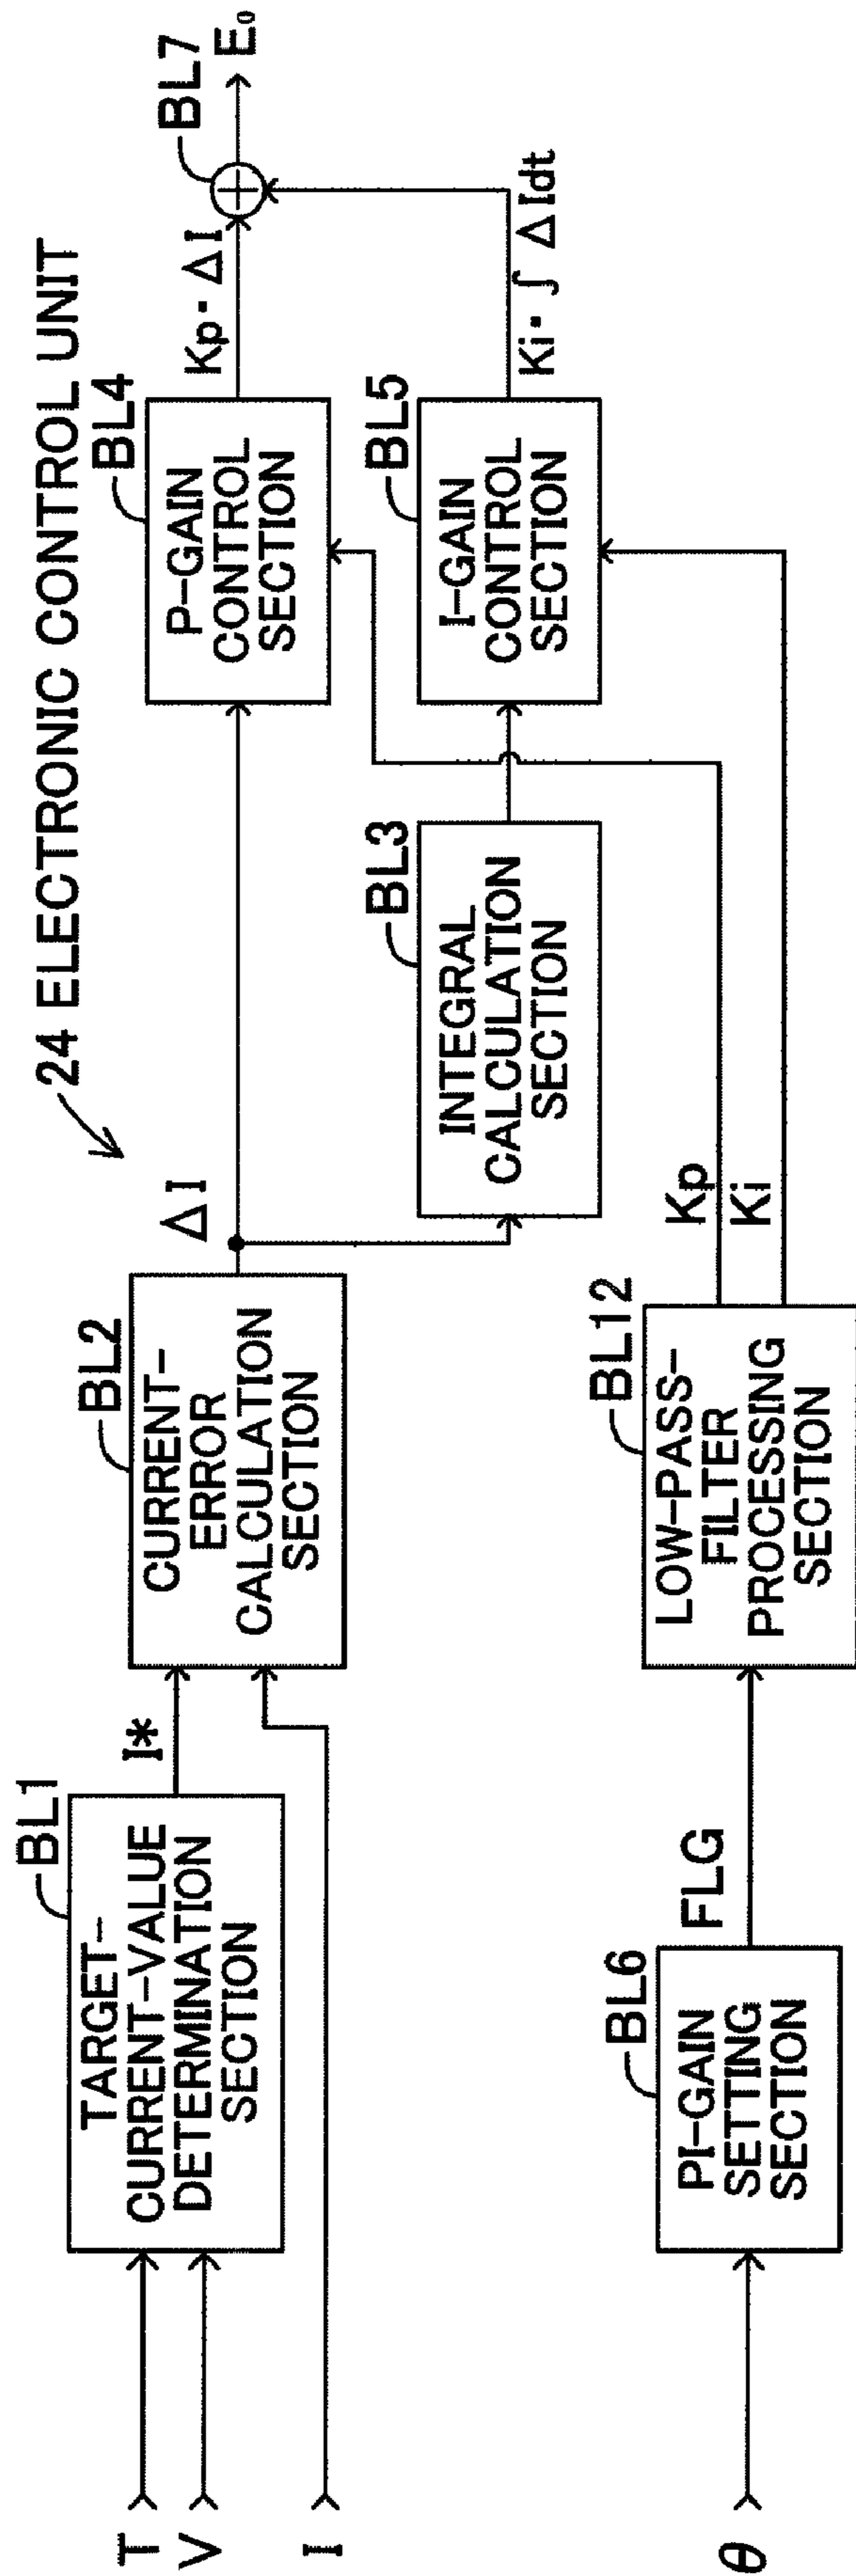 24 ELECTRONIC CONTROL UNIT
T
V
I
θ
BL1
TARGET-
CURRENT-VALUE
DETERMINATION
SECTION
I*
BL2
CURRENT-
ERROR
CALCULATION
SECTION
ΔI
BL3
INTEGRAL
CALCULATION
SECTION
BL4
P-GAIN
CONTROL
SECTION
Kp・ΔI
BL5
I-GAIN
CONTROL
SECTION
Ki・∫ ΔIdt
BL7
+
E₀
BL6
PI-GAIN
SETTING
SECTION
FLG
BL12
LOW-PASS-
FILTER
PROCESSING
SECTION
Kp
Ki